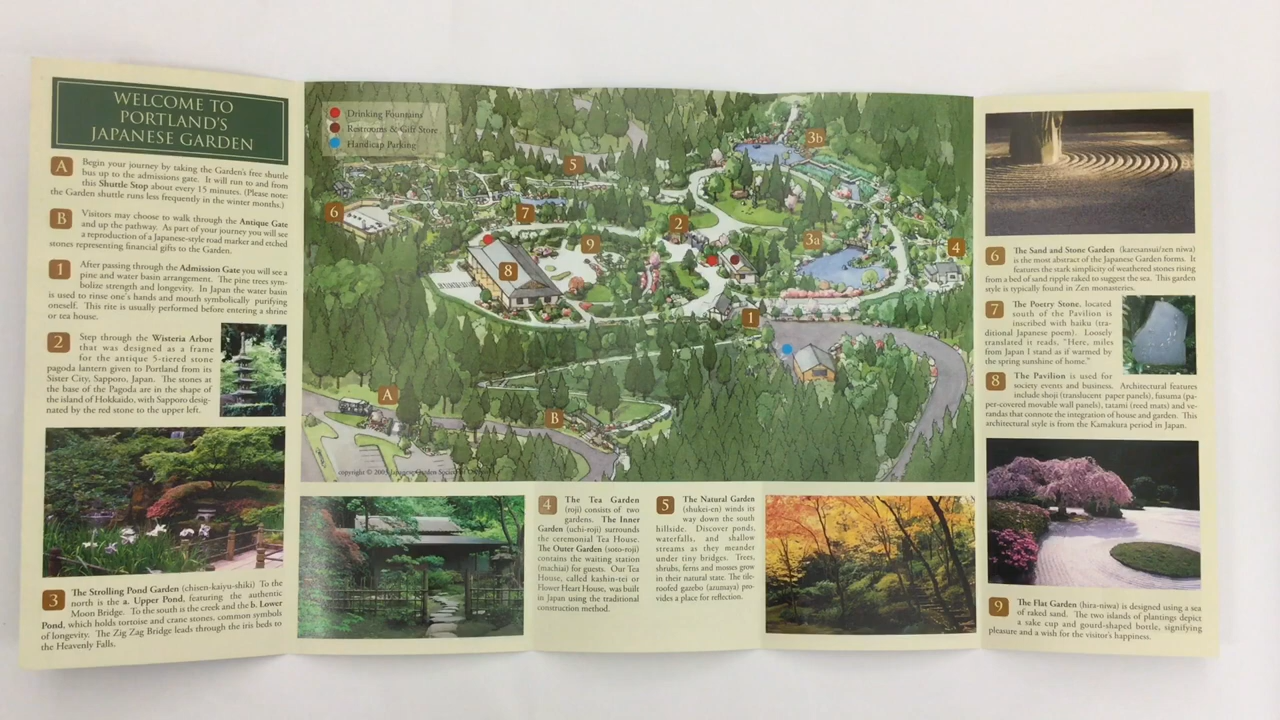 WELCOME TO
PORTLAND'S
JAPANESE GARDEN
A
Begin your journey by taking the Garden's free shuttle
bus up to the admissions gate. It will run to and from
this Shuttle Stop about every 15 minutes. (Please note:
the Garden shuttle runs less frequently in the winter months.)
B
Visitors may choose to walk through the Antique Gate
and up the pathway. As part of your journey you will see
a reproduction of a Japanese-style road marker and etched
stones representing financial gifts to the Garden.
1
After passing through the Admission Gate you will see a
pine and water basin arrangement. The pine trees sym-
bolize strength and longevity. In Japan the water basin
is used to rinse one's hands and mouth symbolically purifying
oneself. This rite is usually performed before entering a shrine
or tea house.
2
Step through the Wisteria Arbor
that was designed as a frame
for the antique 5-tiered stone
pagoda lantern given to Portland from its
Sister City, Sapporo, Japan. The stones at
the base of the Pagoda are in the shape of
the island of Hokkaido, with Sapporo desig-
nated by the red stone to the upper left.
3
The Strolling Pond Garden (chisen-kaiyu-shiki) To the
north is the a. Upper Pond, featuring the authentic
Moon Bridge. To the south is the creek and the b. Lower
Pond, which holds tortoise and crane stones, common symbols
of longevity. The Zig Zag Bridge leads through the iris beds to
the Heavenly Falls.
Drinking Fountains
Restrooms & Gift Store
Handicap Parking
3b
5
6
7
2
9
3a
4
8
1
A
B
copyright © 2005 Japanese Garden Society of
4
The Tea Garden
(roji) consists of two
gardens. The Inner
Garden (uchi-roji) surrounds
the ceremonial Tea House.
The Outer Garden (soto-roji)
contains the waiting station
(machiai) for guests. Our Tea
House, called kashin-tei or
Flower Heart House, was built
in Japan using the traditional
construction method.
5
The Natural Garden
(shukei-en) winds its
way down the south
hillside. Discover ponds,
waterfalls, and shallow
streams as they meander
under tiny bridges. Trees,
shrubs, ferns and mosses grow
in their natural state. The tile-
roofed gazebo (azumaya) pro-
vides a place for reflection.
6
The Sand and Stone Garden (karesansui/zen niwa)
is the most abstract of the Japanese Garden forms. It
features the stark simplicity of weathered stones rising
from a bed of sand ripple raked to suggest the sea. This garden
style is typically found in Zen monasteries.
7
The Poetry Stone, located
south of the Pavilion is
inscribed with haiku (tra-
ditional Japanese poem). Loosely
translated it reads, "Here, miles
from Japan I stand as if warmed by
the spring sunshine of home."
8
The Pavilion is used for
society events and business. Architectural features
include shoji (translucent paper panels), fusuma (pa-
per-covered movable wall panels), tatami (reed mats) and ve-
randas that connote the integration of house and garden. This
architectural style is from the Kamakura period in Japan.
9
The Flat Garden (hira-niwa) is designed using a sea
of raked sand. The two islands of plantings depict
a sake cup and gourd-shaped bottle, signifying
pleasure and a wish for the visitor's happiness.